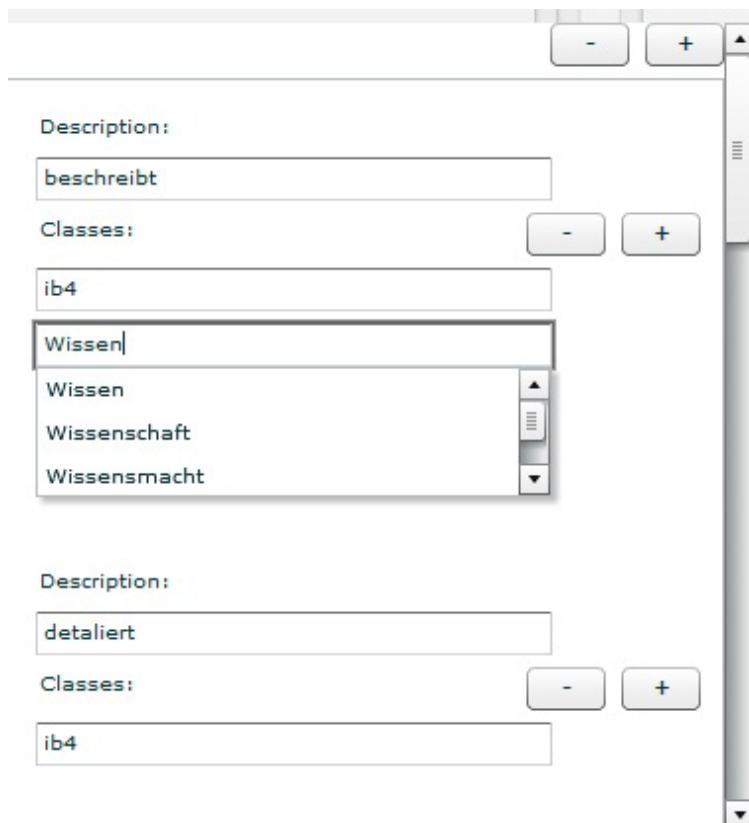 - +
Description:
beschreibt
Classes: - +
ib4
Wissen
Wissen
Wissenschaft
Wissensmacht
Description:
detaliert
Classes: - +
ib4